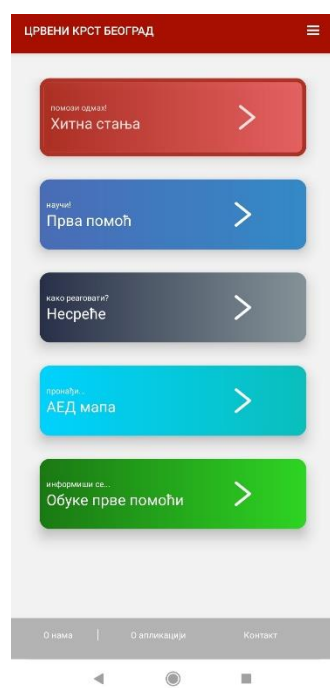 ЦРВЕНИ КРСТ БЕОГРАД
помози одмах!
Хитна стања
научи!
Прва помоћ
како реаговати?
Несреће
пронађи...
АЕД мапа
информиши се...
Обуке прве помоћи
О нама | О апликацији Контакт